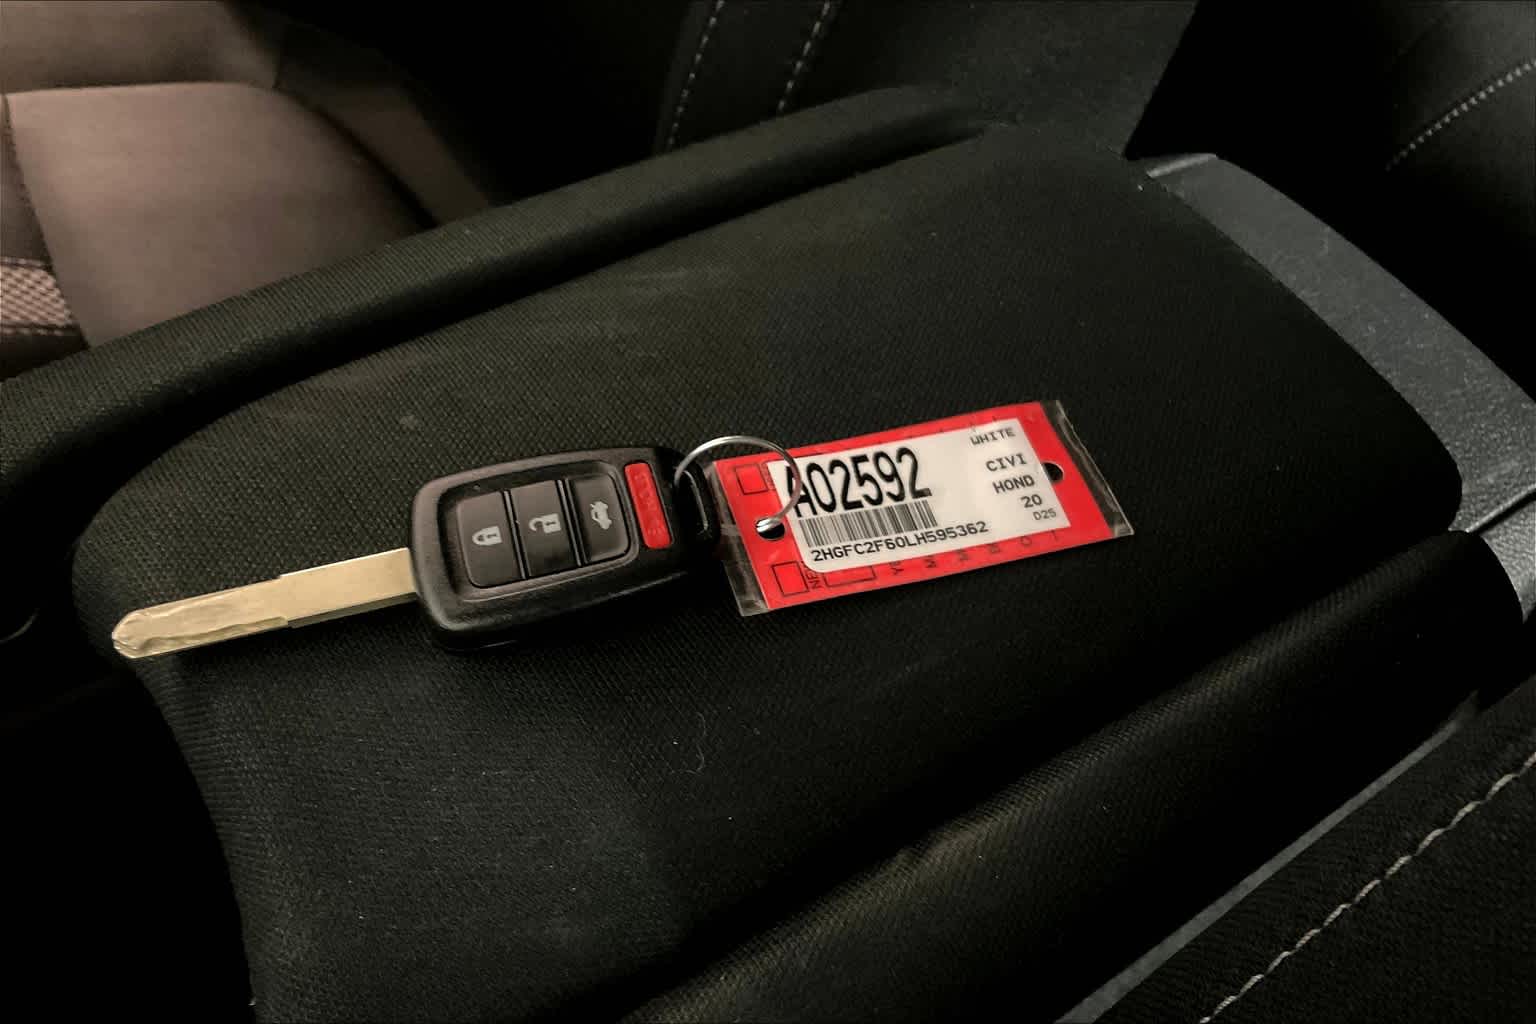 A02592
2HGFC2F60LH595362
WHITE
CIVI
HOND
20
D25